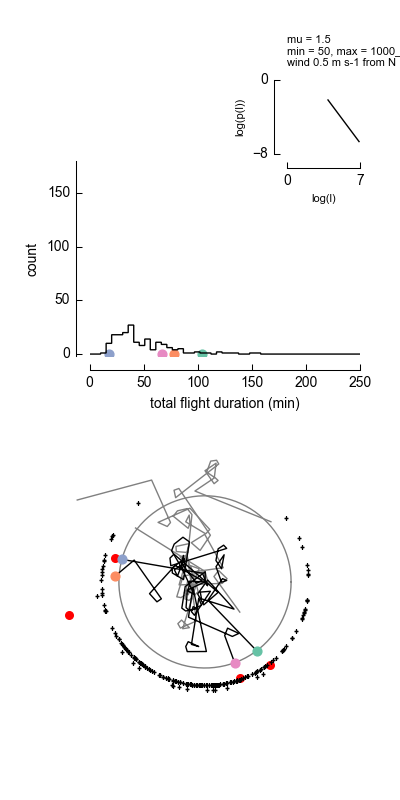 mu = 1.5
min = 50, max = 1000_
wind 0.5 m s-1 from N
0
log(p(l))
−8
0
7
log(l)
150
100
count
50
0
0
50
100
150
200
250
total flight duration (min)